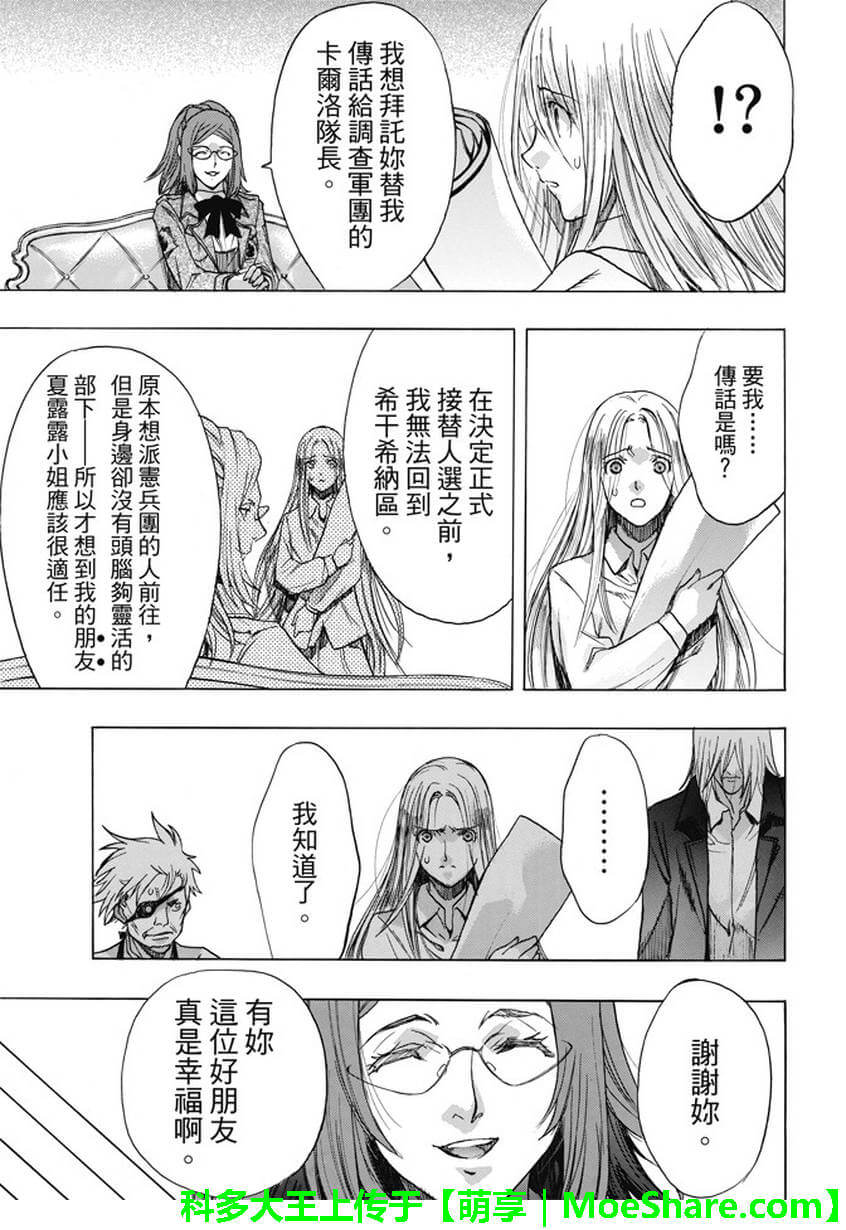 !?
我想拜託妳替我
傳話給調查軍團的
卡爾洛隊長。
要我……
傳話是嗎?
在決定正式
接替人選之前，
我無法回到
希干希納區。
原本想派憲兵團的人前往，
但是身邊卻沒有頭腦夠靈活的
部下——所以才想到我的朋友
夏露露小姐應該很適任。
………
我知道了。
謝謝妳。
有妳
這位好朋友
真是幸福啊。
科多大王上传于【萌享|MoeShare.com】